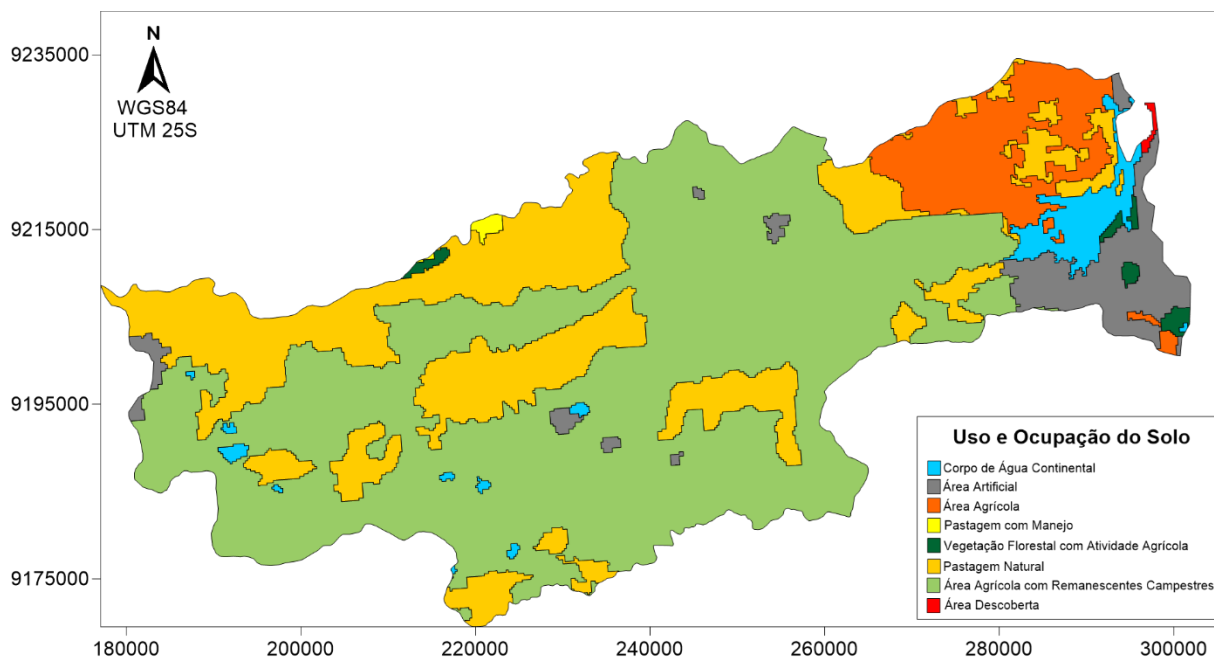 N
WGS84
UTM 25S
9235000
9215000
9195000
9175000
180000
200000
220000
240000
260000
280000
300000
Uso e Ocupação do Solo
Corpo de Água Continental
Área Artificial
Área Agrícola
Pastagem com Manejo
Vegetação Florestal com Atividade Agrícola
Pastagem Natural
Área Agrícola com Remanescentes Campestres
Área Descoberta